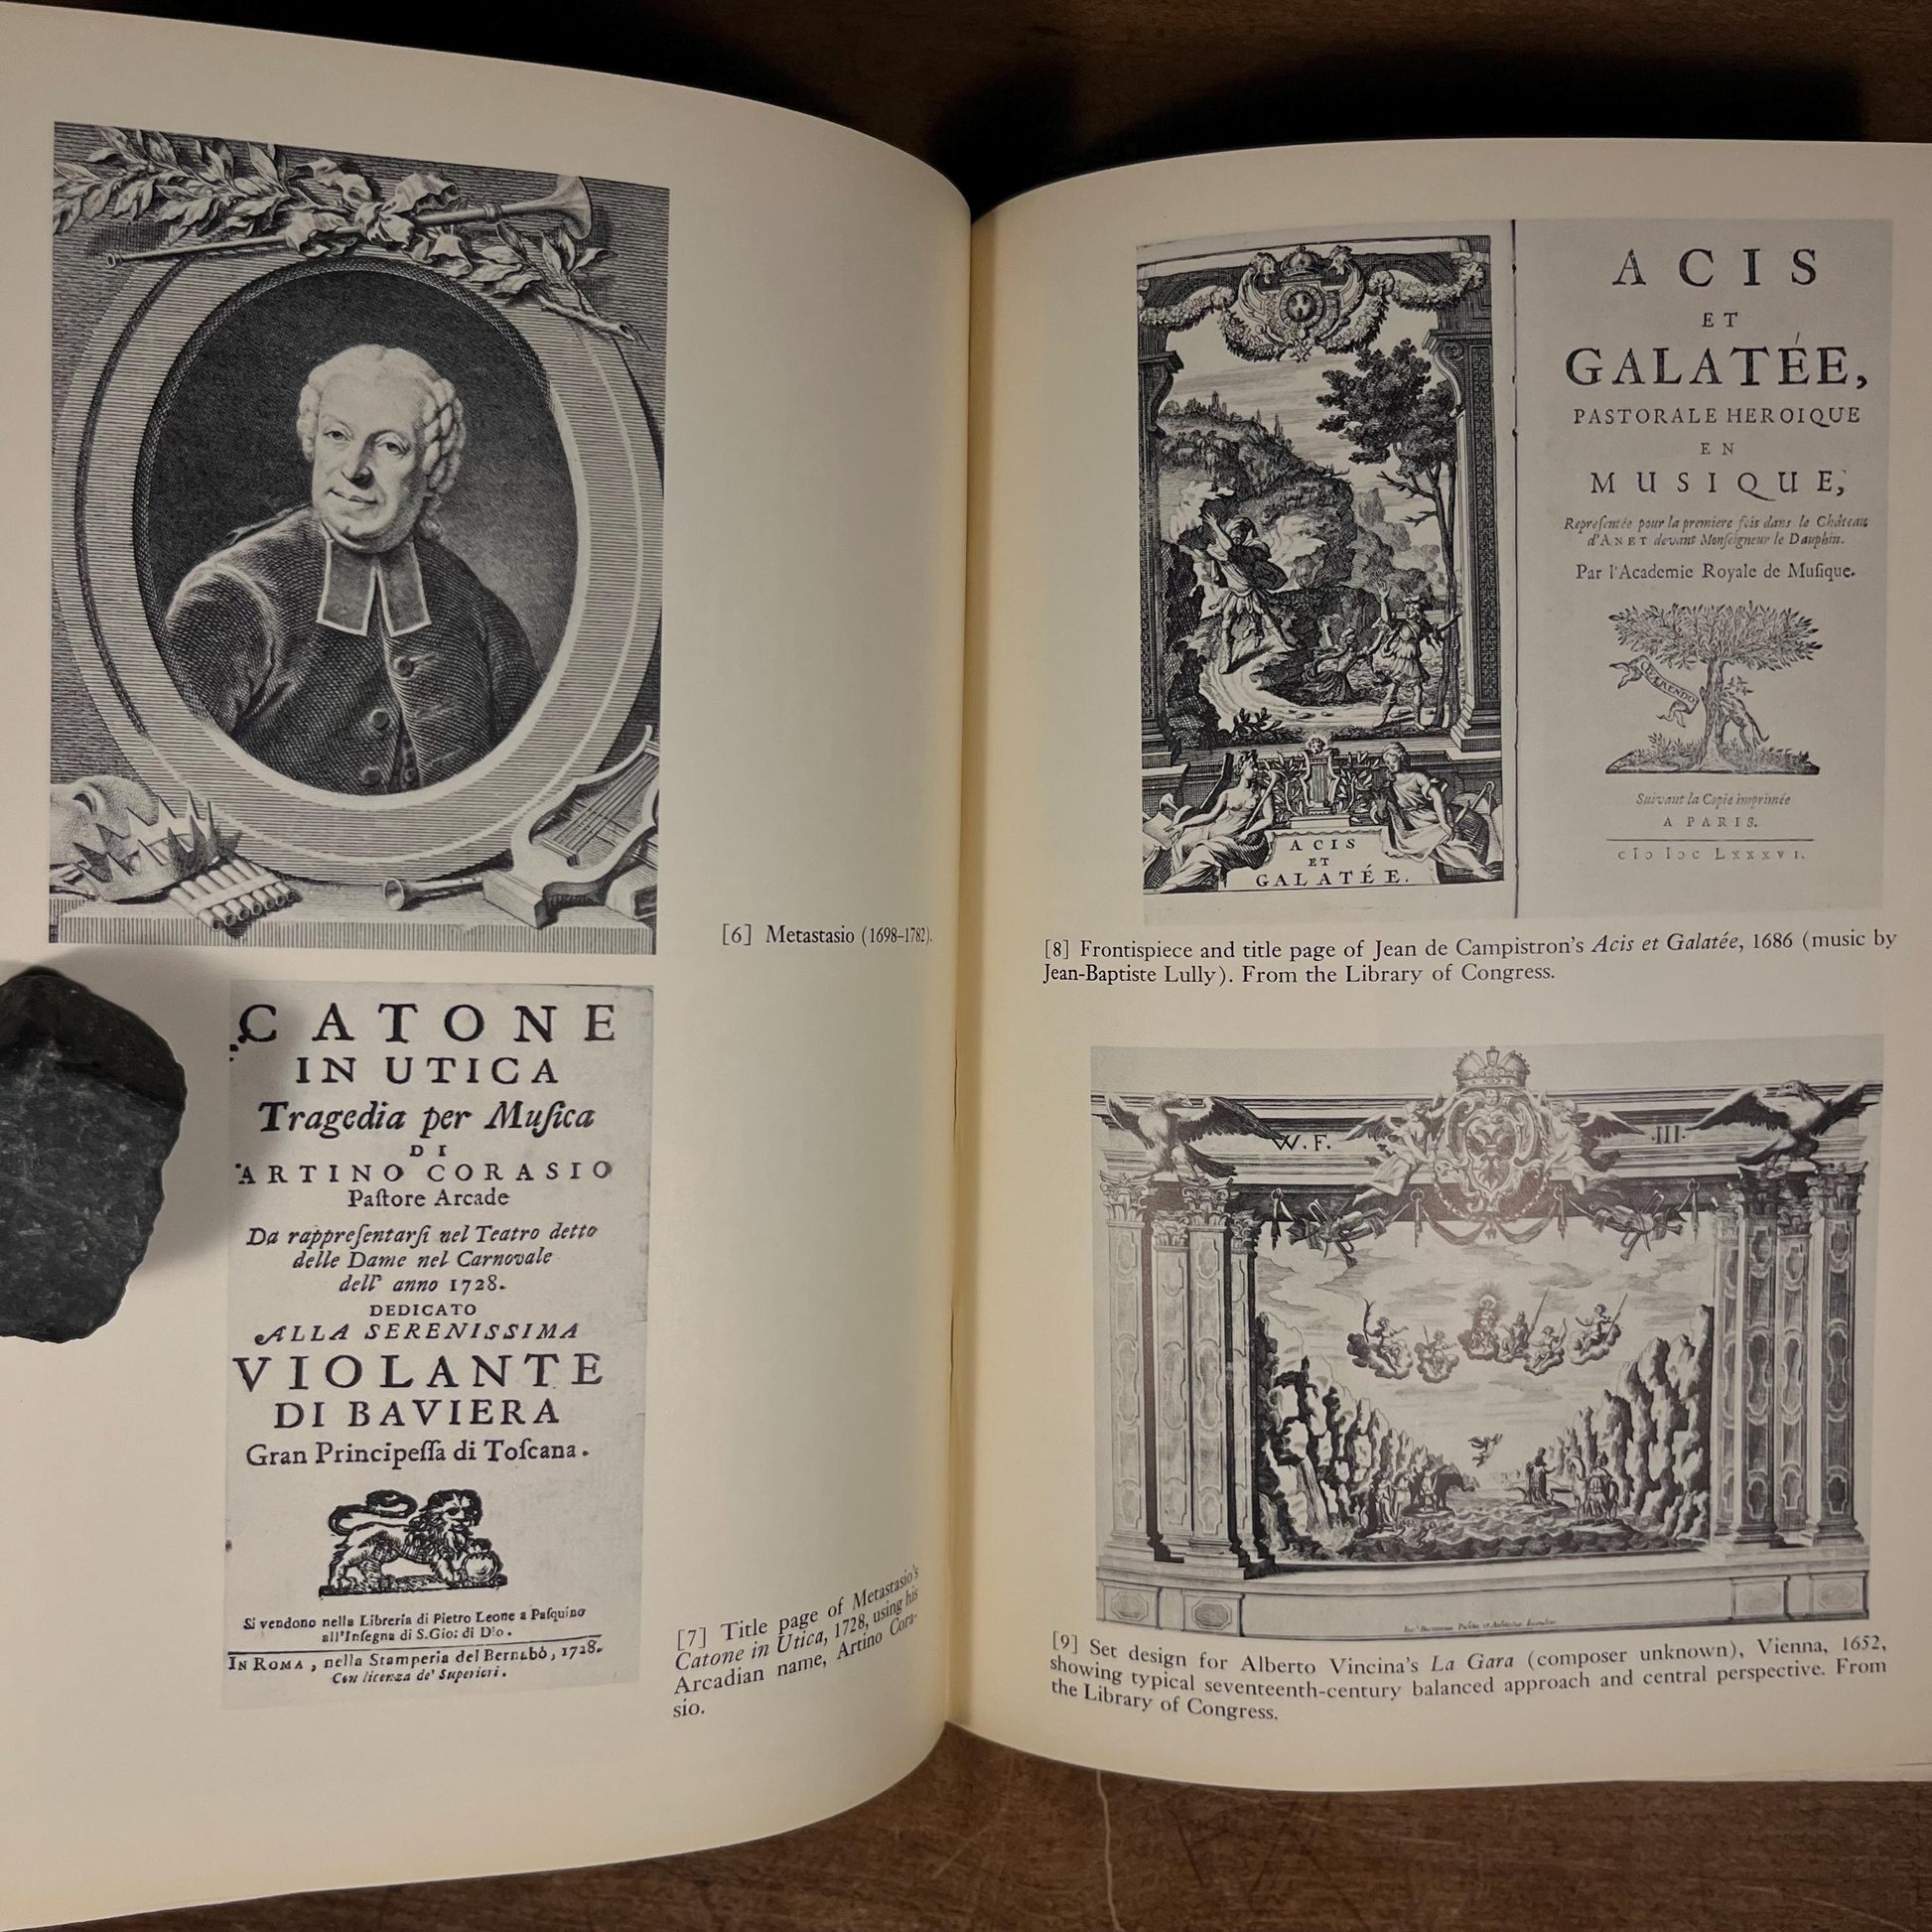 [6] Metastasio (1698–1782).
CATONE
IN UTICA
Tragedia per Muſica
DI
ARTINO CORASIO
Paſtore Arcade
Da rappreſentarſi nel Teatro detto
delle Dame nel Carnovale
dell' anno 1728.
DEDICATO
ALLA SERENISSIMA
VIOLANTE
DI BAVIERA
Gran Principeſſa di Toſcana.
Si vendono nella Libreria di Pietro Leone a Paſquino
all'Inſegna di S.Gio: di Dio.
IN ROMA, nella Stamperia del Bernabò, 1728.
Con licenza de' Superiori.
[7] Title page of Metastasio's
Catone in Utica, 1728, using his
Arcadian name, Artino Cora-
sio.
ACIS
ET
GALATÉE.
ACIS
ET
GALATÉE,
PASTORALE HEROIQUE
EN
MUSIQUE,
Repreſentée pour la premiere fois dans le Château
d'ANET devant Monſeigneur le Dauphin.
Par l'Academie Royale de Muſique.
Suivant la Copie imprimée
A PARIS.
cIɔ Iɔc LXXXVI.
[8] Frontispiece and title page of Jean de Campistron's Acis et Galatée, 1686 (music by
Jean-Baptiste Lully). From the Library of Congress.
W. F. .III.
[9] Set design for Alberto Vincina's La Gara (composer unknown), Vienna, 1652,
showing typical seventeenth-century balanced approach and central perspective. From
the Library of Congress.